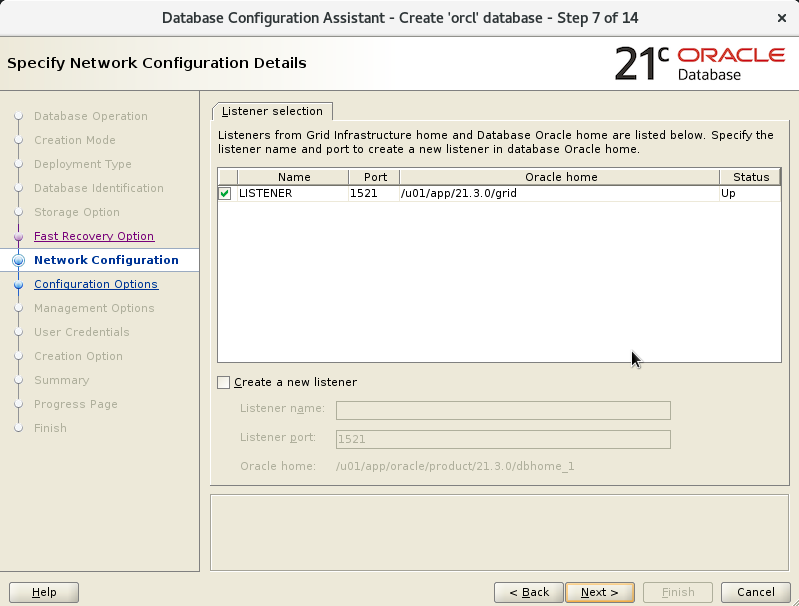 Database Configuration Assistant - Create 'orcl' database - Step 7 of 14
Specify Network Configuration Details
21c ORACLE
Database
Database Operation
Creation Mode
Deployment Type
Database Identification
Storage Option
Fast Recovery Option
Network Configuration
Configuration Options
Management Options
User Credentials
Creation Option
Summary
Progress Page
Finish
Listener selection
Listeners from Grid Infrastructure home and Database Oracle home are listed below. Specify the
listener name and port to create a new listener in database Oracle home.
Name Port Oracle home Status
LISTENER 1521 /u01/app/21.3.0/grid Up
Create a new listener
Listener name:
Listener port: 1521
Oracle home: /u01/app/oracle/product/21.3.0/dbhome_1
Help < Back Next > Finish Cancel